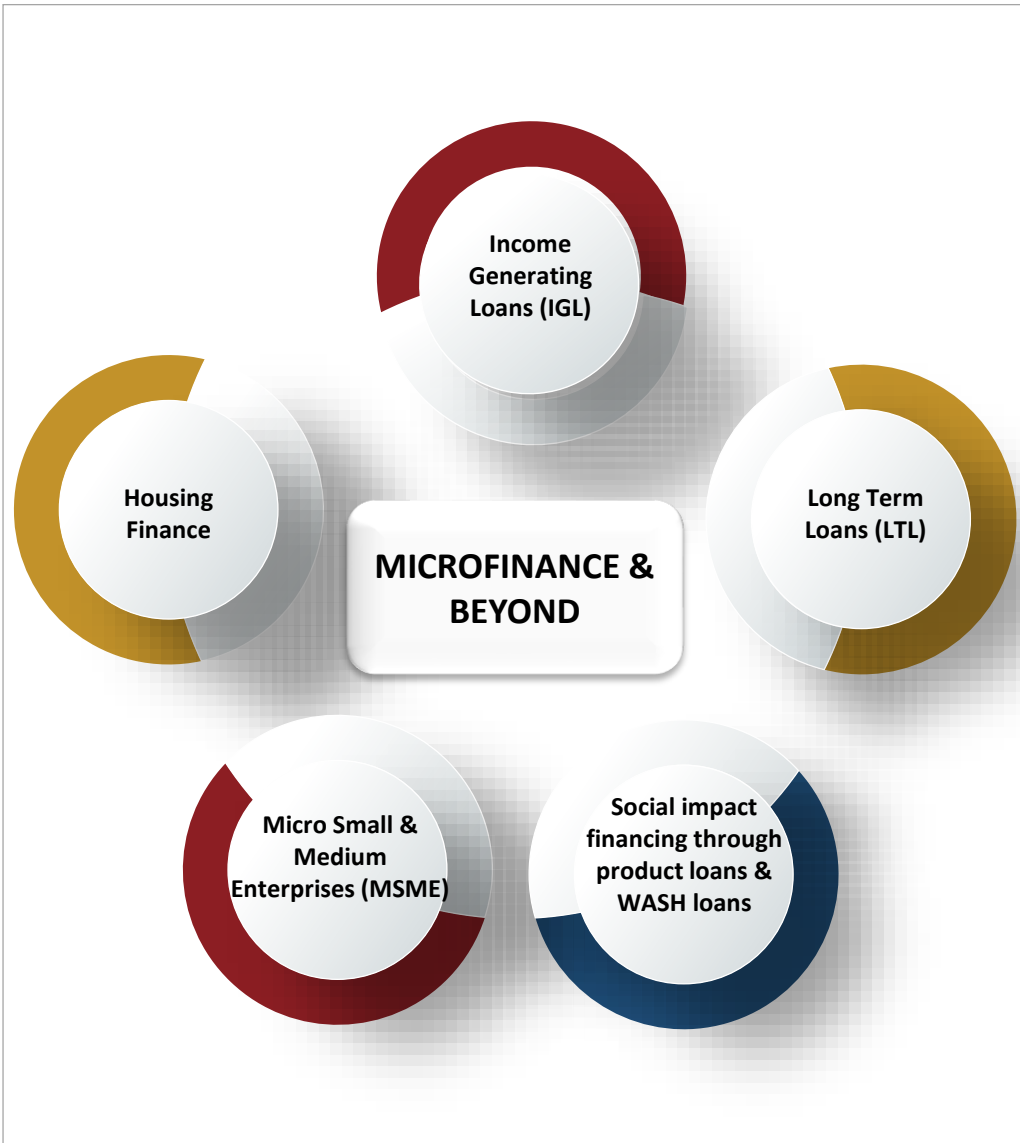 Income
Generating
Loans (IGL)
Housing
Finance
Long Term
Loans (LTL)
MICROFINANCE &
BEYOND
Micro Small &
Medium
Enterprises (MSME)
Social impact
financing through
product loans &
WASH loans